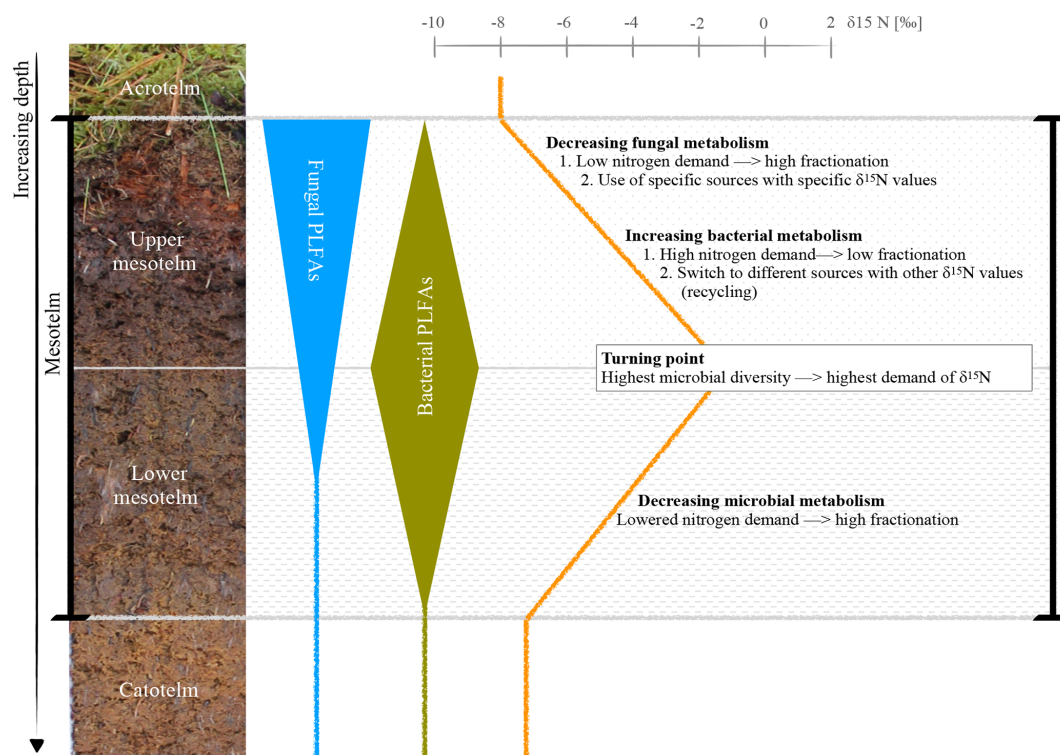 -10 -8 -6 -4 -2 0 2 δ15 N [‰]
Increasing depth
Acrotelm
Mesotelm
Upper
mesotelm
Lower
mesotelm
Catotelm
Fungal PLFAs
Bacterial PLFAs
Decreasing fungal metabolism
1. Low nitrogen demand —> high fractionation
2. Use of specific sources with specific δ¹⁵N values
Increasing bacterial metabolism
1. High nitrogen demand—> low fractionation
2. Switch to different sources with other δ¹⁵N values
(recycling)
Turning point
Highest microbial diversity —> highest demand of δ¹⁵N
Decreasing microbial metabolism
Lowered nitrogen demand —> high fractionation